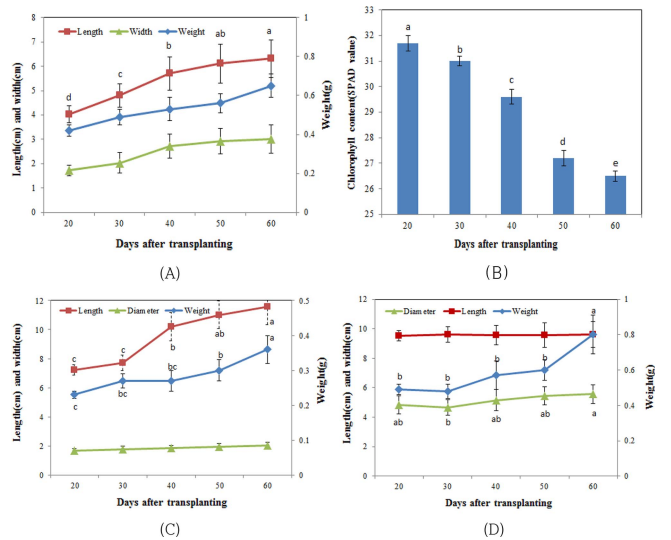 Length Width Weight
Length(cm) and width(cm)
8
7
6
5
4
3
2
1
0
1
0.8
0.6
0.4
0.2
0
Weight(g)
d c b ab a
20 30 40 50 60
Days after transplanting
(A)
Chlorophyll content(SPAD value)
33
32
31
30
29
28
27
26
25
a
b
c
d
e
20 30 40 50 60
Days after transplanting
(B)
Length Diameter Weight
Length(cm) and width(cm)
12
10
8
6
4
2
0
0.5
0.4
0.3
0.2
0.1
0
Weight(g)
c c b ab a
c bc bc b a
20 30 40 50 60
Days after transplanting
(C)
Diameter Length Weight
Length(cm) and width(cm)
12
10
8
6
4
2
0
1
0.8
0.6
0.4
0.2
0
Weight(g)
b b b b a
ab b ab ab a
20 30 40 50 60
Days after transplanting
(D)